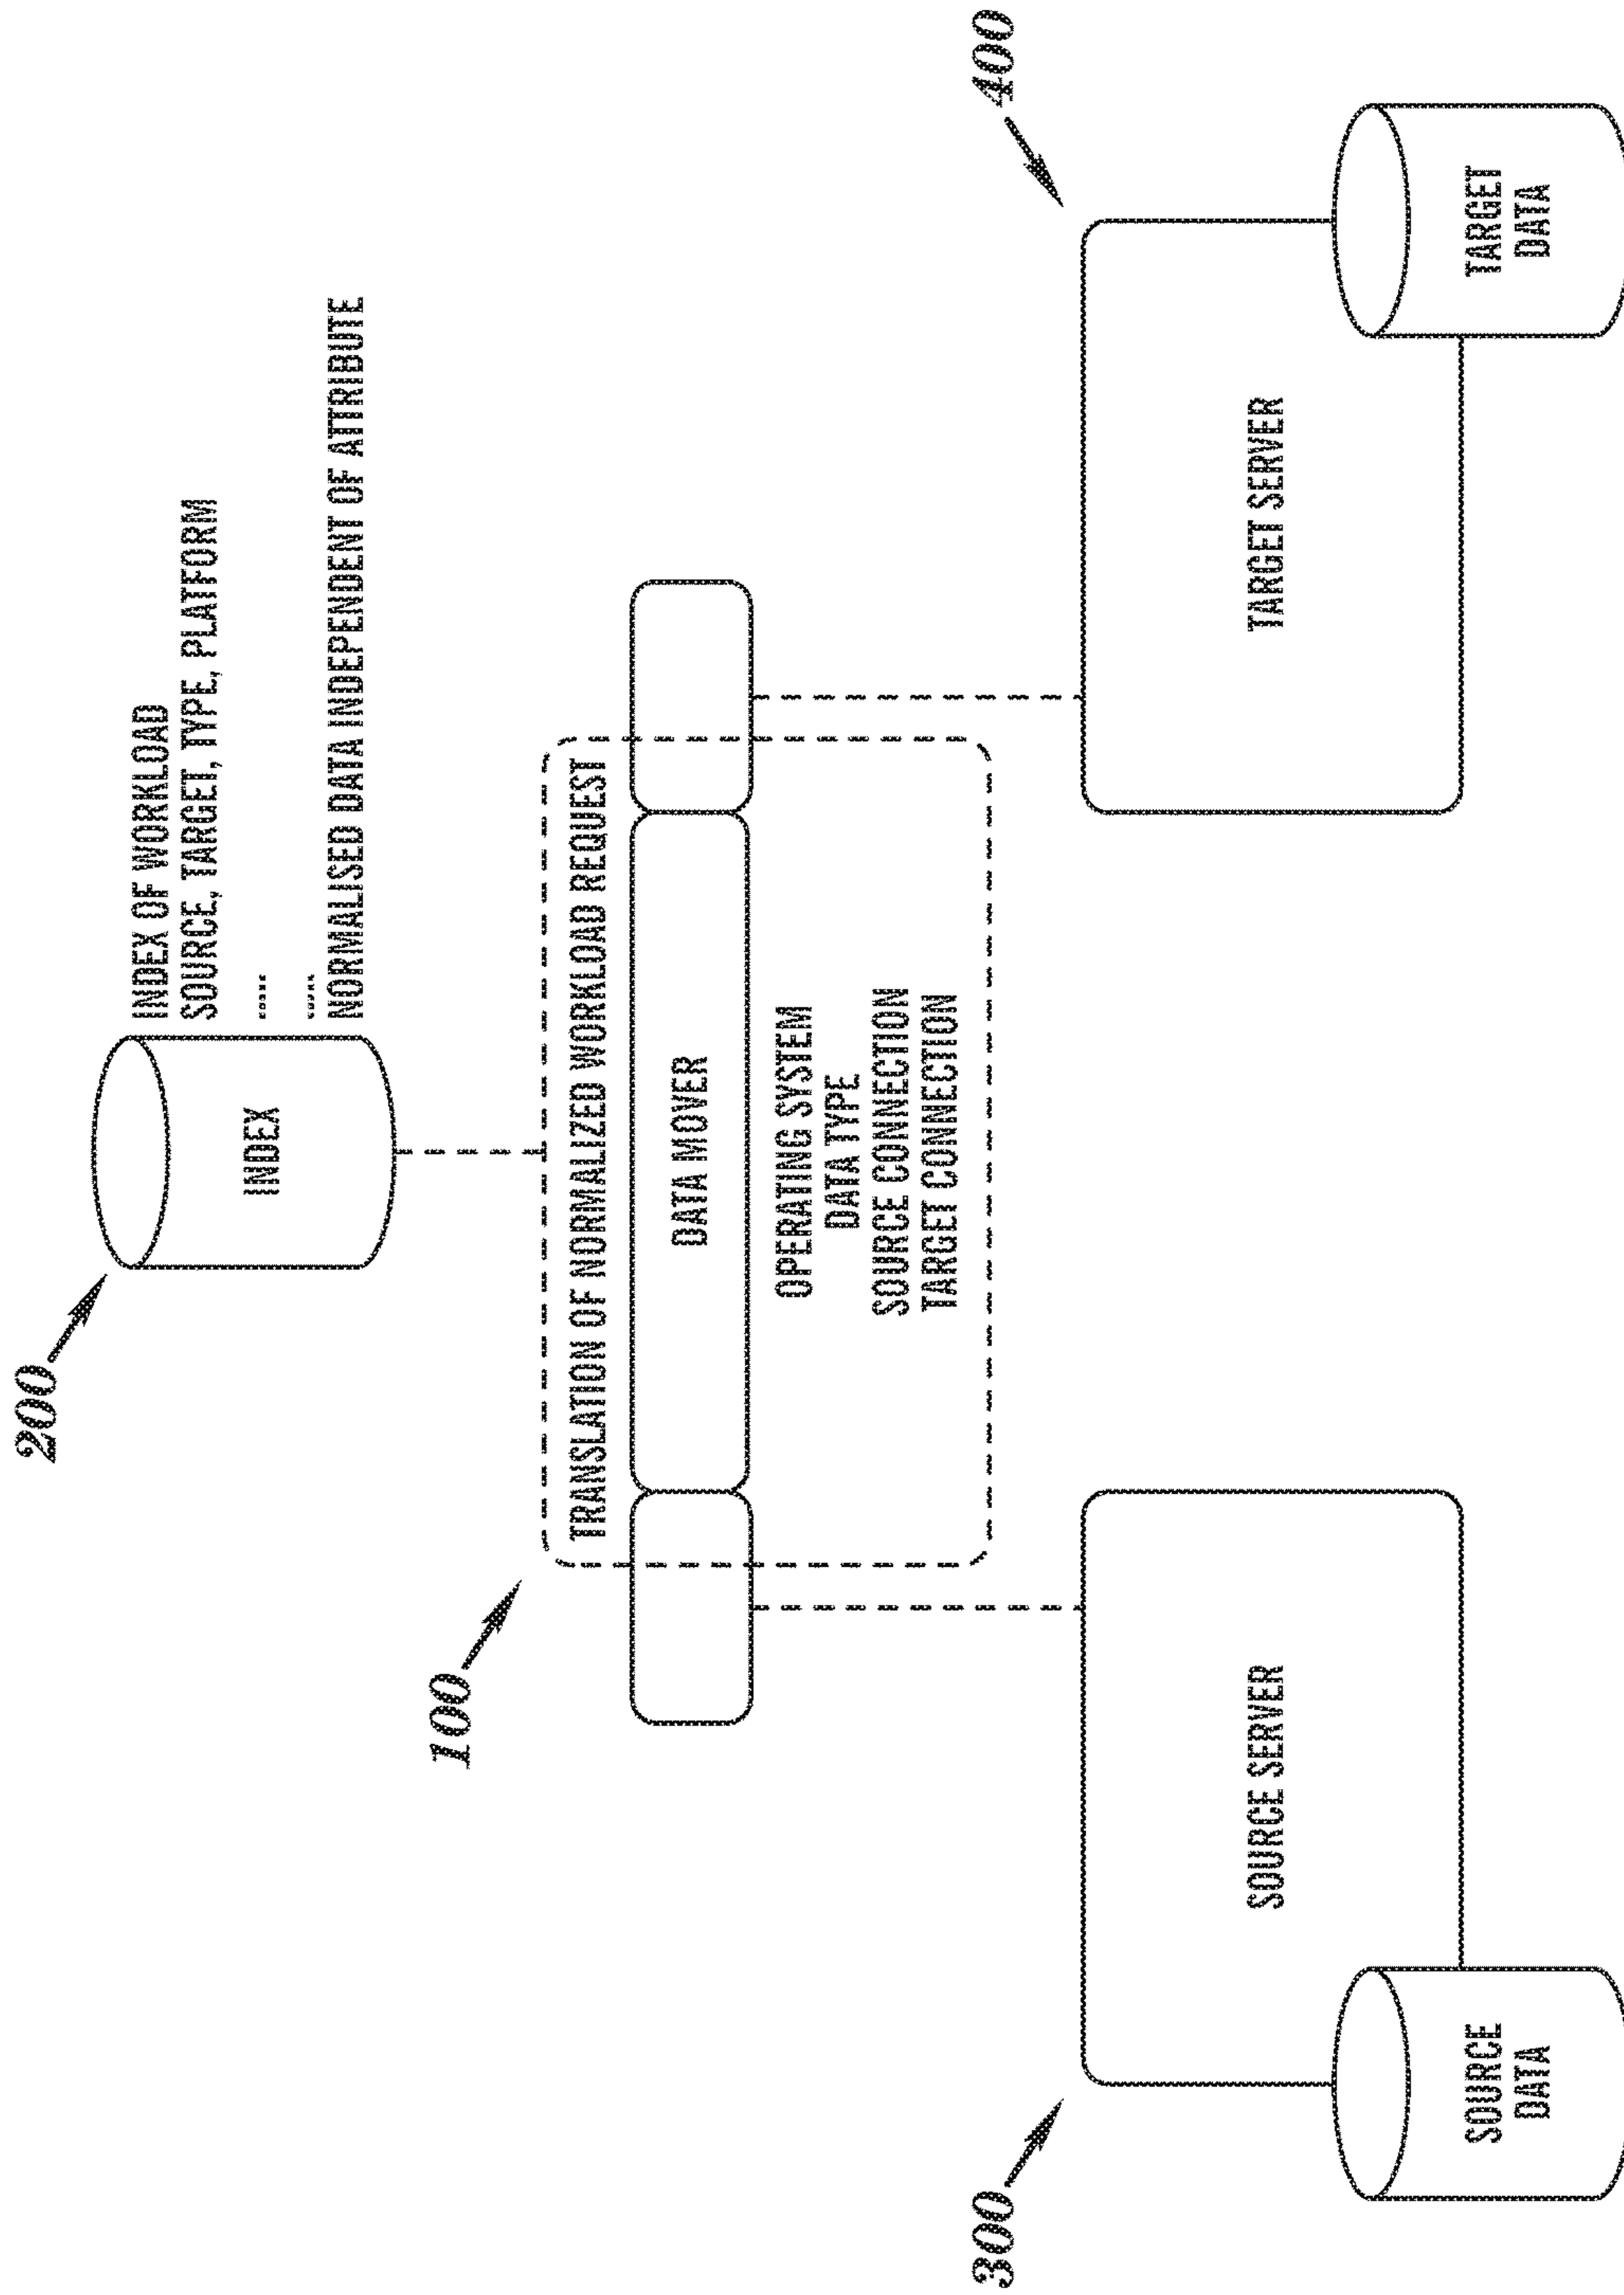 200
INDEX
INDEX OF WORKLOAD
SOURCE, TARGET, TYPE, PLATFORM
....
....
NORMALISED DATA INDEPENDENT OF ATTRIBUTE
100
TRANSLATION OF NORMALIZED WORKLOAD REQUEST
DATA MOVER
OPERATING SYSTEM
DATA TYPE
SOURCE CONNECTION
TARGET CONNECTION
300
SOURCE SERVER
SOURCE
DATA
400
TARGET SERVER
TARGET
DATA